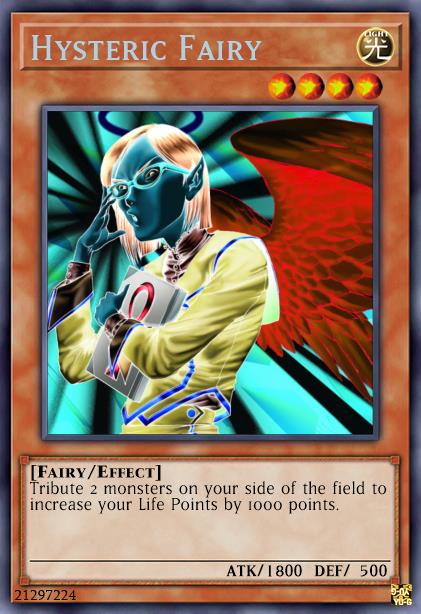 Hysteric Fairy
LIGHT
光
[Fairy/Effect]
Tribute 2 monsters on your side of the field to
increase your Life Points by 1000 points.
ATK/1800 DEF/ 500
21297224